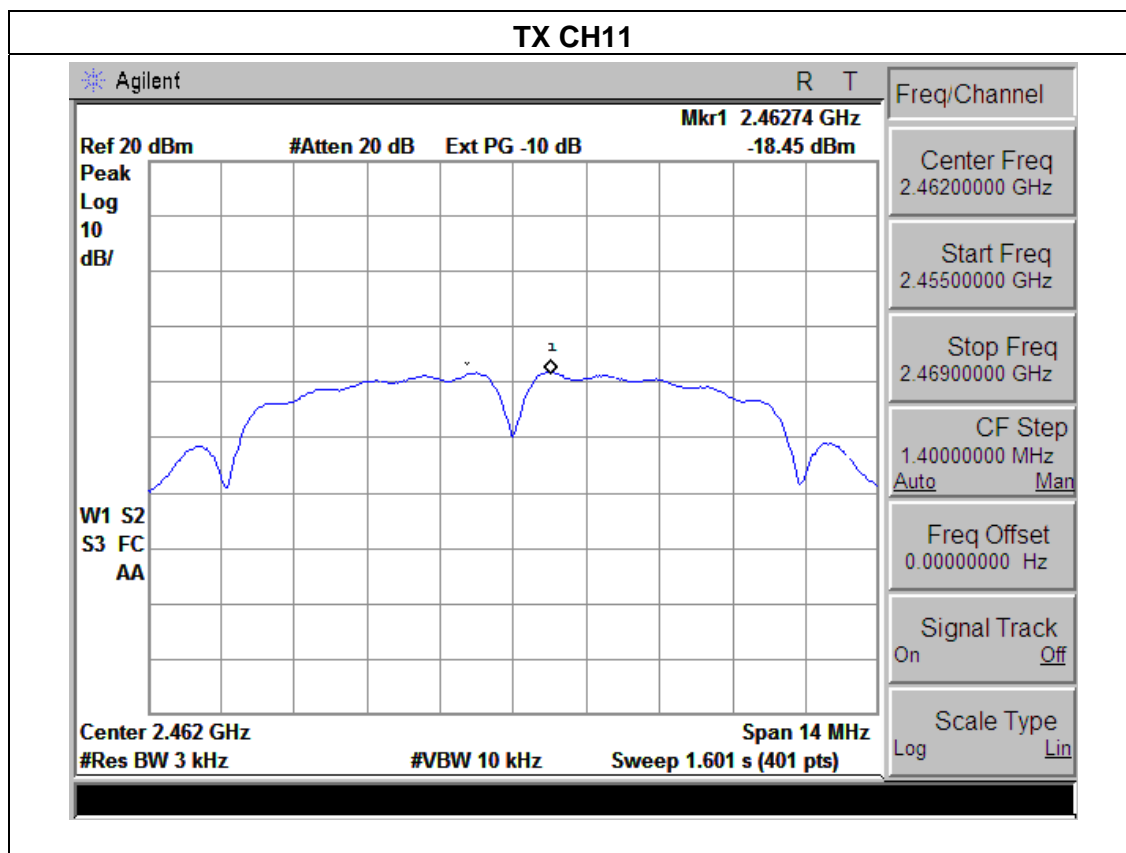 TX CH11
Agilent R T
Freq/Channel
Mkr1 2.46274 GHz
Ref 20 dBm #Atten 20 dB Ext PG -10 dB -18.45 dBm
Peak
Log
10
dB/
1
W1 S2
S3 FC
AA
Center 2.462 GHz Span 14 MHz
#Res BW 3 kHz #VBW 10 kHz Sweep 1.601 s (401 pts)
Center Freq
2.46200000 GHz
Start Freq
2.45500000 GHz
Stop Freq
2.46900000 GHz
CF Step
1.40000000 MHz
Auto Man
Freq Offset
0.00000000 Hz
Signal Track
On Off
Scale Type
Log Lin